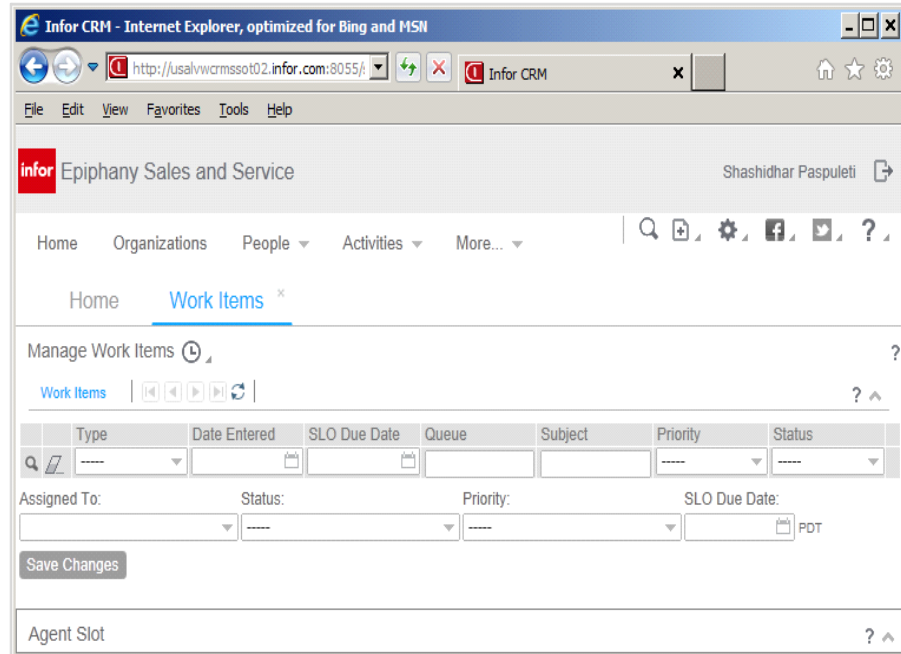 Infor CRM - Internet Explorer, optimized for Bing and MSN
http://usalvwcrmssot02.infor.com:8055/
Infor CRM
File Edit View Favorites Tools Help
infor Epiphany Sales and Service
Shashidhar Paspuleti
Home Organizations People Activities More... ?
Home Work Items ×
Manage Work Items ?
Work Items ?
Type Date Entered SLO Due Date Queue Subject Priority Status
----- ----- -----
Assigned To: Status: Priority: SLO Due Date:
----- ----- PDT
Save Changes
Agent Slot ?